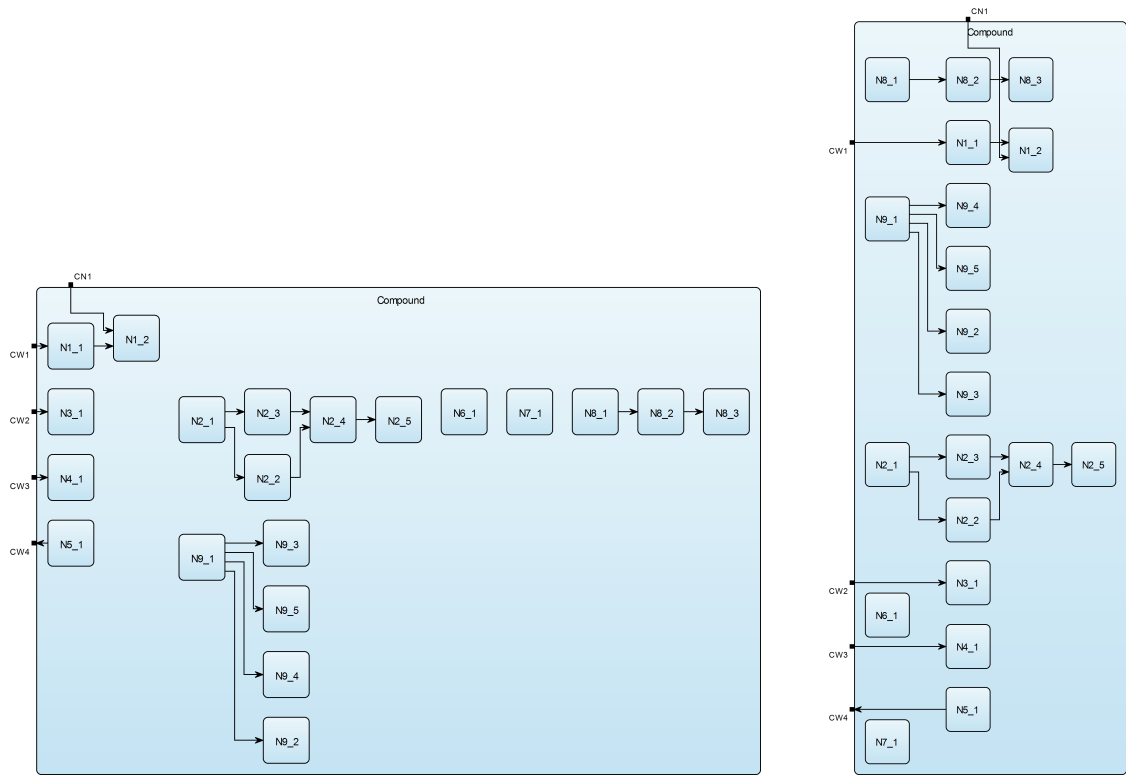 CN1
Compound
CW1
N1_1
N1_2
CW2
N3_1
N2_1
N2_3
N2_4
N2_5
N6_1
N7_1
N8_1
N8_2
N8_3
CW3
N4_1
N2_2
CW4
N5_1
N9_1
N9_3
N9_5
N9_4
N9_2
CN1
Compound
N8_1
N8_2
N8_3
CW1
N1_1
N1_2
N9_1
N9_4
N9_5
N9_2
N9_3
N2_1
N2_3
N2_4
N2_5
N2_2
CW2
N3_1
N6_1
CW3
N4_1
CW4
N5_1
N7_1